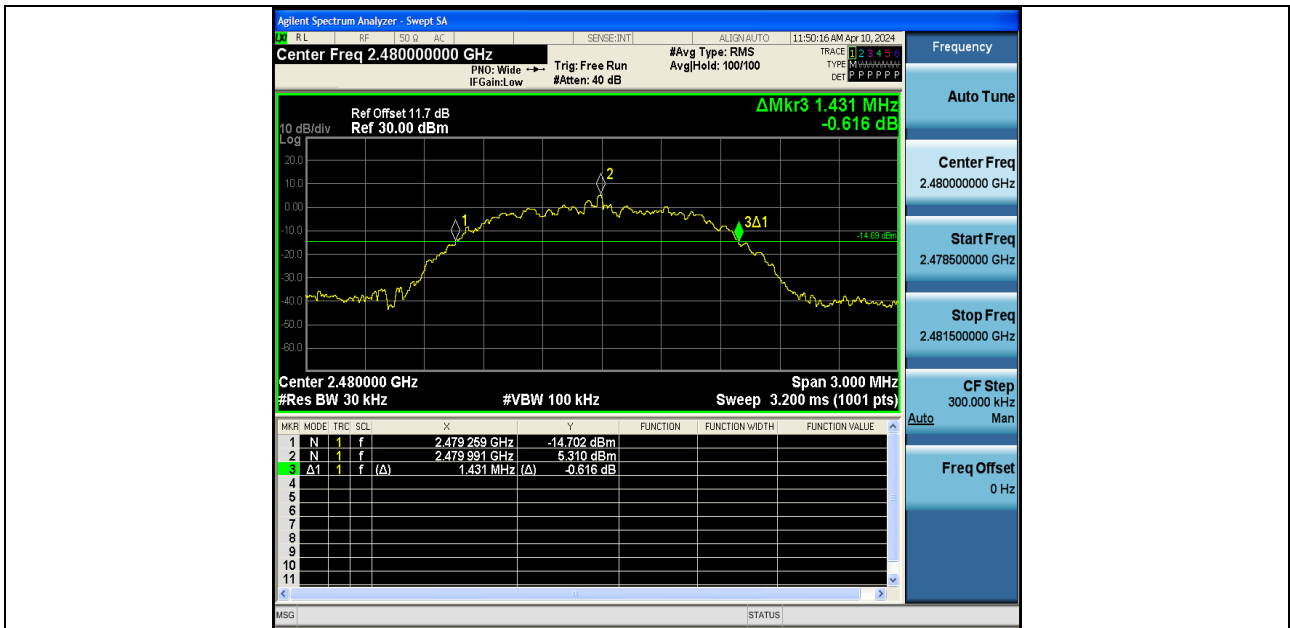 Agilent Spectrum Analyzer - Swept SA
RL RF 50 Ω AC SENSE:INT ALIGN AUTO 11:50:16 AM Apr 10, 2024
Center Freq 2.480000000 GHz
PNO: Wide
IFGain:Low
Trig: Free Run
#Atten: 40 dB
#Avg Type: RMS
Avg|Hold: 100/100
TRACE 1 2 3 4 5 6
TYPE M
DET P P P P P P
Ref Offset 11.7 dB
10 dB/div Ref 30.00 dBm
Log
ΔMkr3 1.431 MHz
-0.616 dB
20.0
10.0
0.00
-10.0
-20.0
-30.0
-40.0
-50.0
-60.0
1
2
3Δ1
-14.69 dBm
Center 2.480000 GHz Span 3.000 MHz
#Res BW 30 kHz #VBW 100 kHz Sweep 3.200 ms (1001 pts)
MKR MODE TRC SCL X Y FUNCTION FUNCTION WIDTH FUNCTION VALUE
1 N 1 f 2.479 259 GHz -14.702 dBm
2 N 1 f 2.479 991 GHz 5.310 dBm
3 Δ1 1 f (Δ) 1.431 MHz (Δ) -0.616 dB
4
5
6
7
8
9
10
11
MSG STATUS
Frequency
Auto Tune
Center Freq
2.480000000 GHz
Start Freq
2.478500000 GHz
Stop Freq
2.481500000 GHz
CF Step
300.000 kHz
Auto Man
Freq Offset
0 Hz